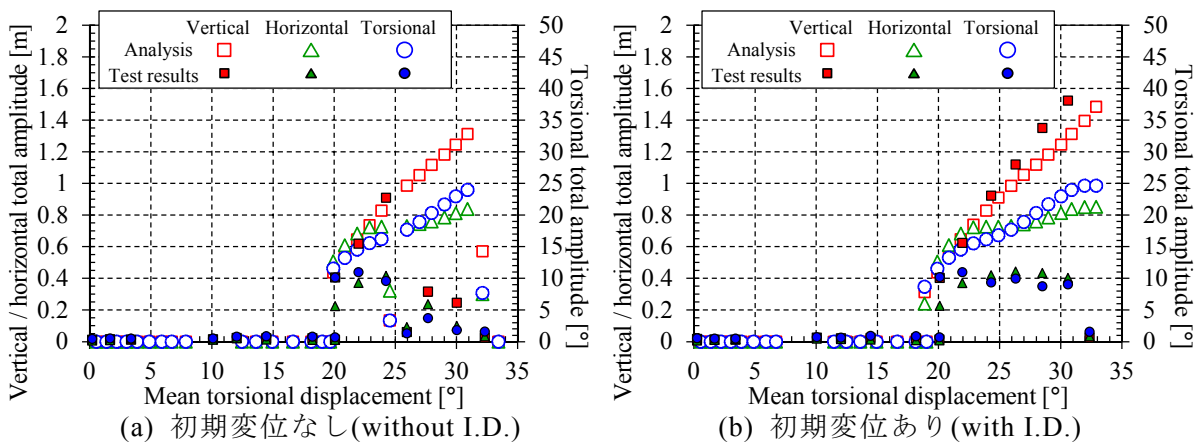 Vertical Horizontal Torsional
Analysis
Test results
Vertical / horizontal total amplitude [m]
2
1.8
1.6
1.4
1.2
1
0.8
0.6
0.4
0.2
0
50
45
40
35
30
25
20
15
10
5
0
Torsional total amplitude [°]
0 5 10 15 20 25 30 35
Mean torsional displacement [°]
(a) 初期変位なし(without I.D.)
Vertical Horizontal Torsional
Analysis
Test results
Vertical / horizontal total amplitude [m]
2
1.8
1.6
1.4
1.2
1
0.8
0.6
0.4
0.2
0
50
45
40
35
30
25
20
15
10
5
0
Torsional total amplitude [°]
0 5 10 15 20 25 30 35
Mean torsional displacement [°]
(b) 初期変位あり(with I.D.)